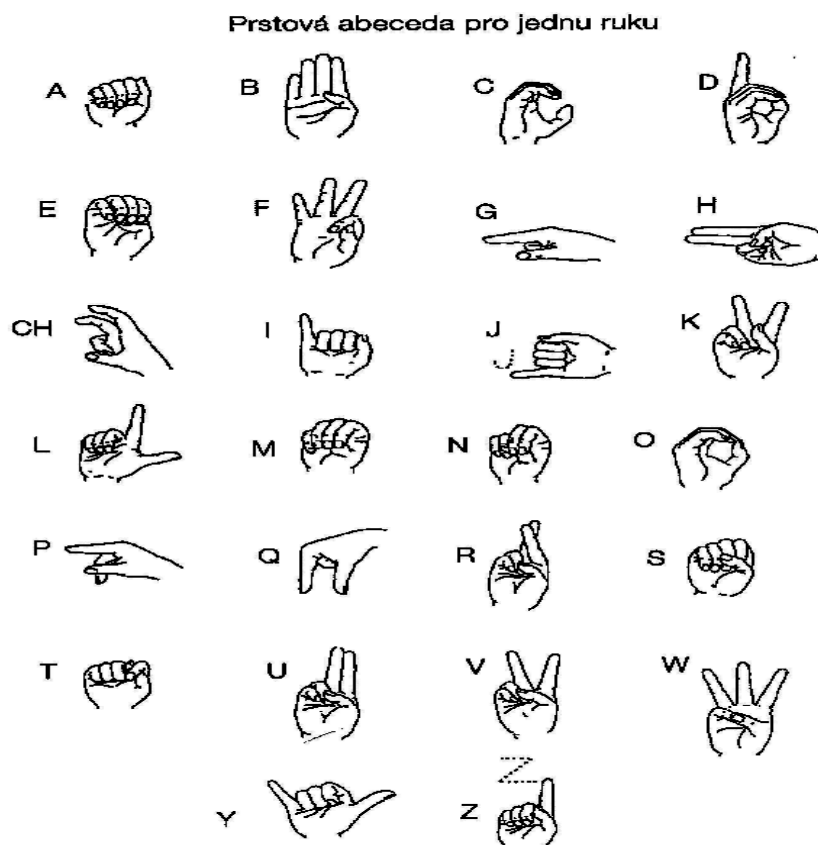 Prstová abeceda pro jednu ruku
A B C D
E F G H
CH I J K
L M N O
P Q R S
T U V W
Y Z